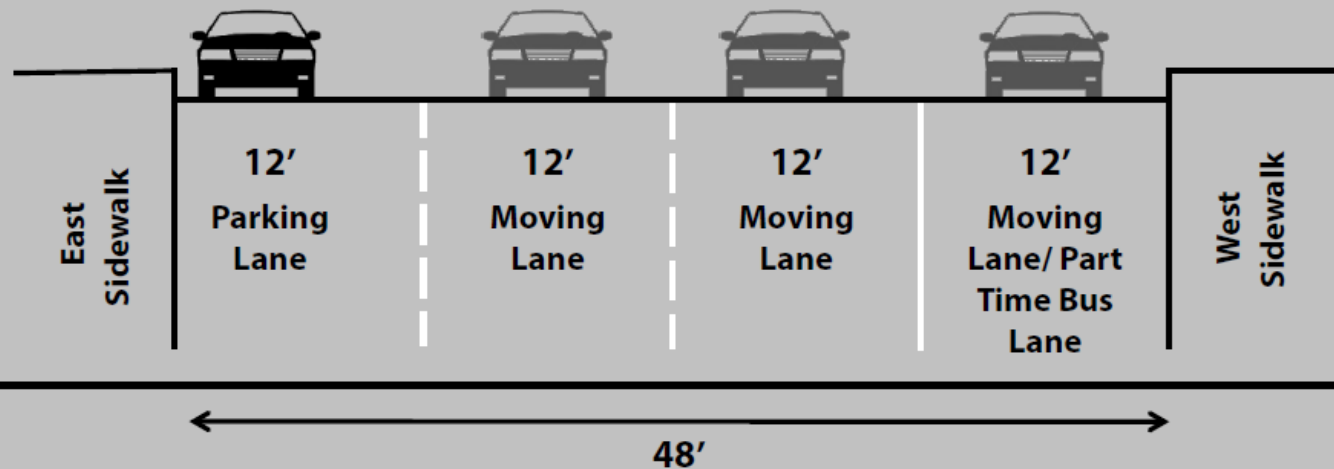 East
Sidewalk
12’
Parking
Lane
12’
Moving
Lane
12’
Moving
Lane
12’
Moving
Lane/ Part
Time Bus
Lane
West
Sidewalk
48’